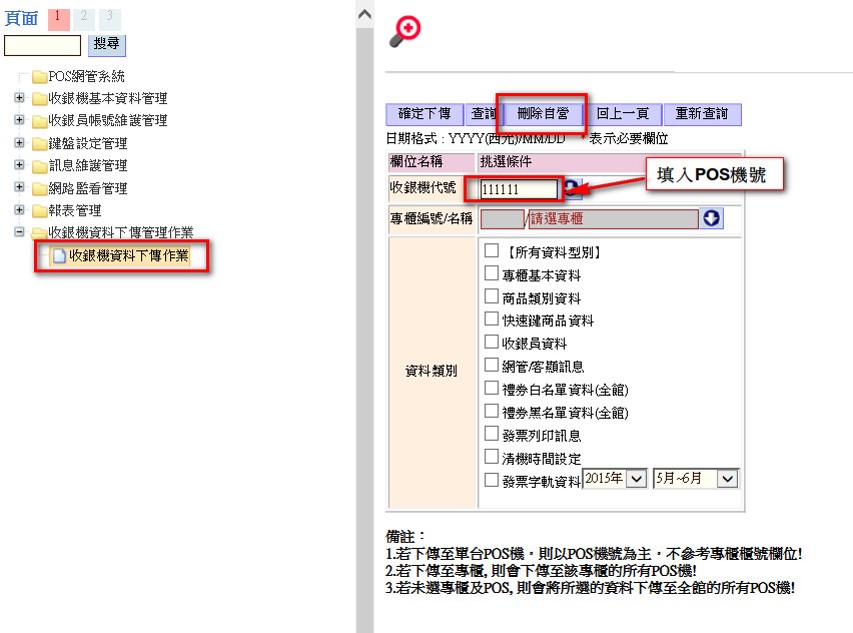 頁面 1 2 3
搜尋
POS網管系統
收銀機基本資料管理
收銀員帳號維護管理
鍵盤設定管理
訊息維護管理
網路監看管理
報表管理
收銀機資料下傳管理作業
收銀機資料下傳作業
確定下傳 查詢 刪除自營 回上一頁 重新查詢
日期格式 : YYYY(西元)/MM/DD *表示必要欄位
欄位名稱 挑選條件
收銀機代號 111111
填入POS機號
專櫃編號/名稱 /請選專櫃
資料類別
【所有資料型別】
專櫃基本資料
商品類別資料
快速鍵商品資料
收銀員資料
網管/客顯訊息
禮券白名單資料(全館)
禮券黑名單資料(全館)
發票列印訊息
清機時間設定
發票字軌資料 2015年 5月~6月
備註：
1.若下傳至單台POS機，則以POS機號為主，不參考專櫃櫃號欄位!
2.若下傳至專櫃, 則會下傳至該專櫃的所有POS機!
3.若未選專櫃及POS, 則會將所選的資料下傳至全館的所有POS機!